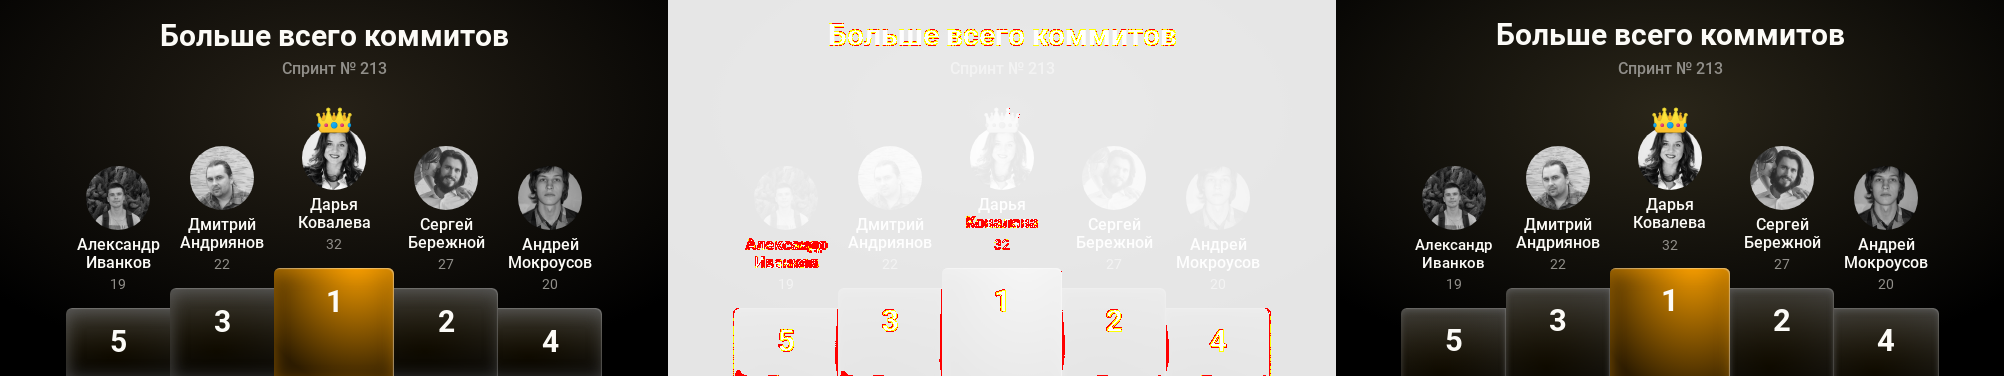 Больше всего коммитов
Спринт № 213
Александр
Иванков
19
Дмитрий
Андриянов
22
Дарья
Ковалева
32
Сергей
Бережной
27
Андрей
Мокроусов
20
5
3
1
2
4
Больше всего коммитов
Спринт № 213
Александр
Иванков
19
Дмитрий
Андриянов
22
Дарья
Ковалева
32
Сергей
Бережной
27
Андрей
Мокроусов
20
5
3
1
2
4
Больше всего коммитов
Спринт № 213
Александр
Иванков
19
Дмитрий
Андриянов
22
Дарья
Ковалева
32
Сергей
Бережной
27
Андрей
Мокроусов
20
5
3
1
2
4